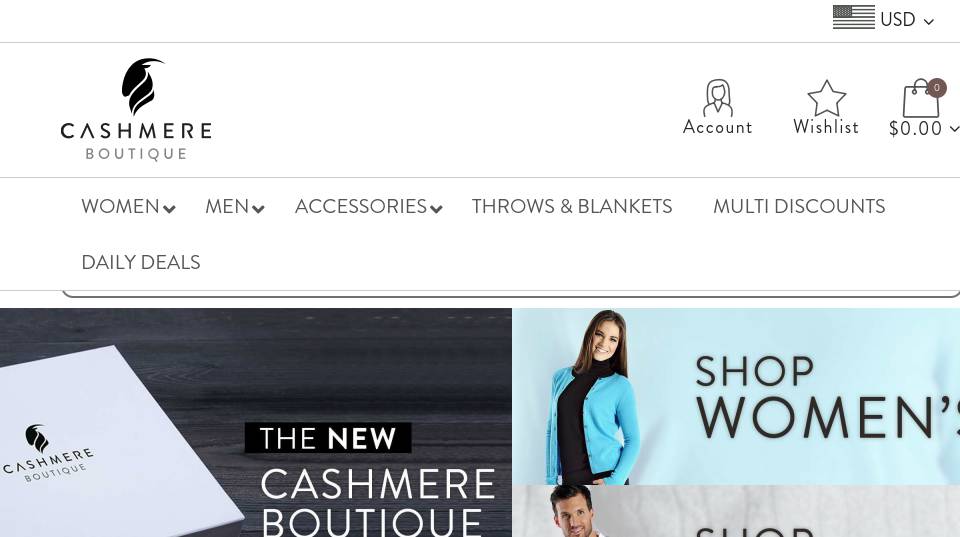 USD
CASHMERE
BOUTIQUE
Account
Wishlist
0
$0.00
WOMEN
MEN
ACCESSORIES
THROWS & BLANKETS
MULTI DISCOUNTS
DAILY DEALS
CASHMERE
BOUTIQUE
THE NEW
CASHMERE
BOUTIQUE
SHOP
WOMEN'S
SHOP